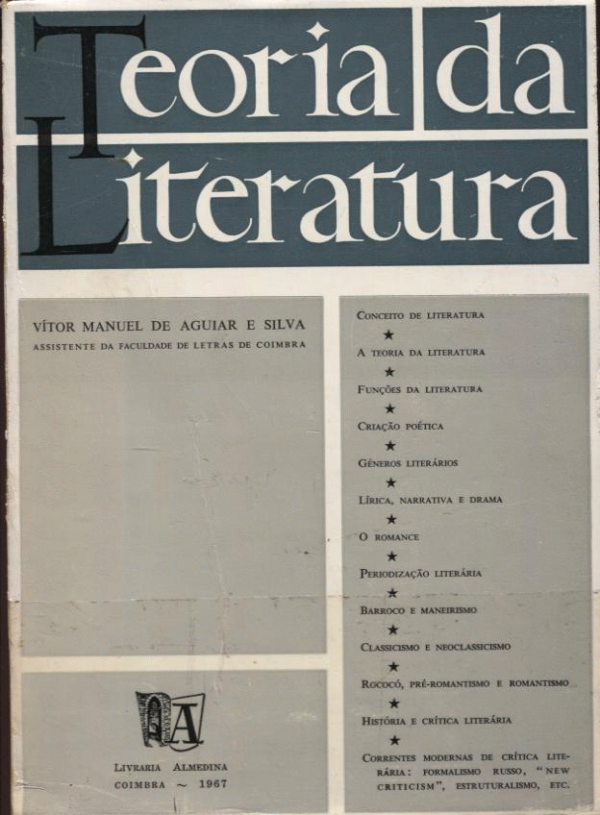 Teoria da
Literatura
VÍTOR MANUEL DE AGUIAR E SILVA
ASSISTENTE DA FACULDADE DE LETRAS DE COIMBRA
CONCEITO DE LITERATURA
A TEORIA DA LITERATURA
FUNÇÕES DA LITERATURA
CRIAÇÃO POÉTICA
GÉNEROS LITERÁRIOS
LÍRICA, NARRATIVA E DRAMA
O ROMANCE
PERIODIZAÇÃO LITERÁRIA
BARROCO E MANEIRISMO
CLASSICISMO E NEOCLASSICISMO
ROCOCÓ, PRÉ-ROMANTISMO E ROMANTISMO
HISTÓRIA E CRÍTICA LITERÁRIA
CORRENTES MODERNAS DE CRÍTICA LITE-
RÁRIA: FORMALISMO RUSSO, "NEW
CRITICISM", ESTRUTURALISMO, ETC.
LA
LIVRARIA ALMEDINA
COIMBRA ~ 1967